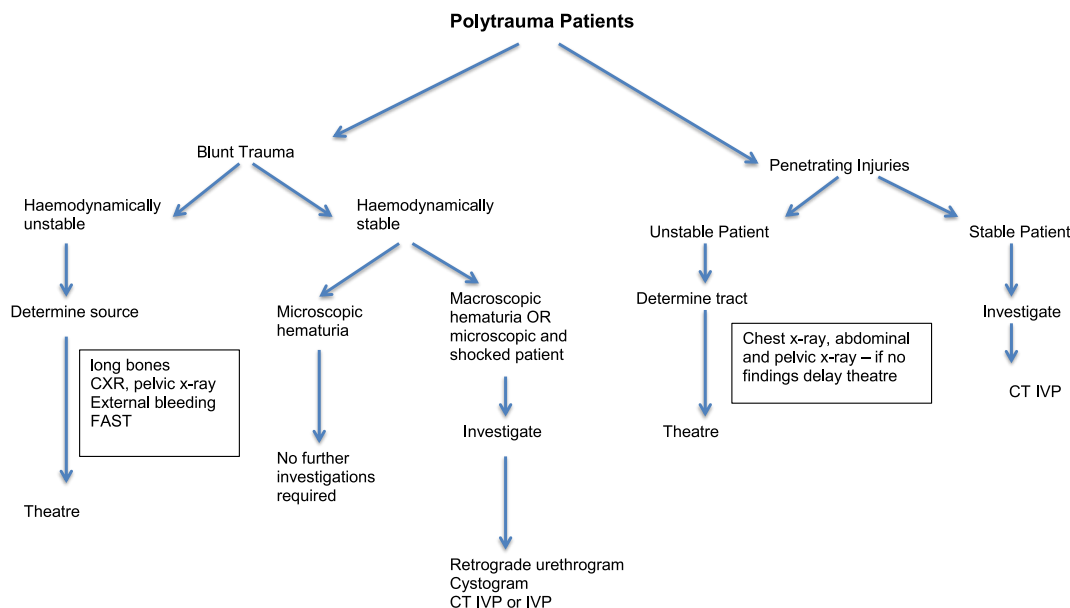 Polytrauma Patients
Blunt Trauma
Penetrating Injuries
Haemodynamically
unstable
Haemodynamically
stable
Unstable Patient
Stable Patient
Determine source
Microscopic
hematuria
Macroscopic
hematuria OR
microscopic and
shocked patient
Determine tract
Investigate
long bones
CXR, pelvic x-ray
External bleeding
FAST
Chest x-ray, abdominal
and pelvic x-ray – if no
findings delay theatre
CT IVP
Investigate
Theatre
No further
investigations
required
Theatre
Retrograde urethrogram
Cystogram
CT IVP or IVP